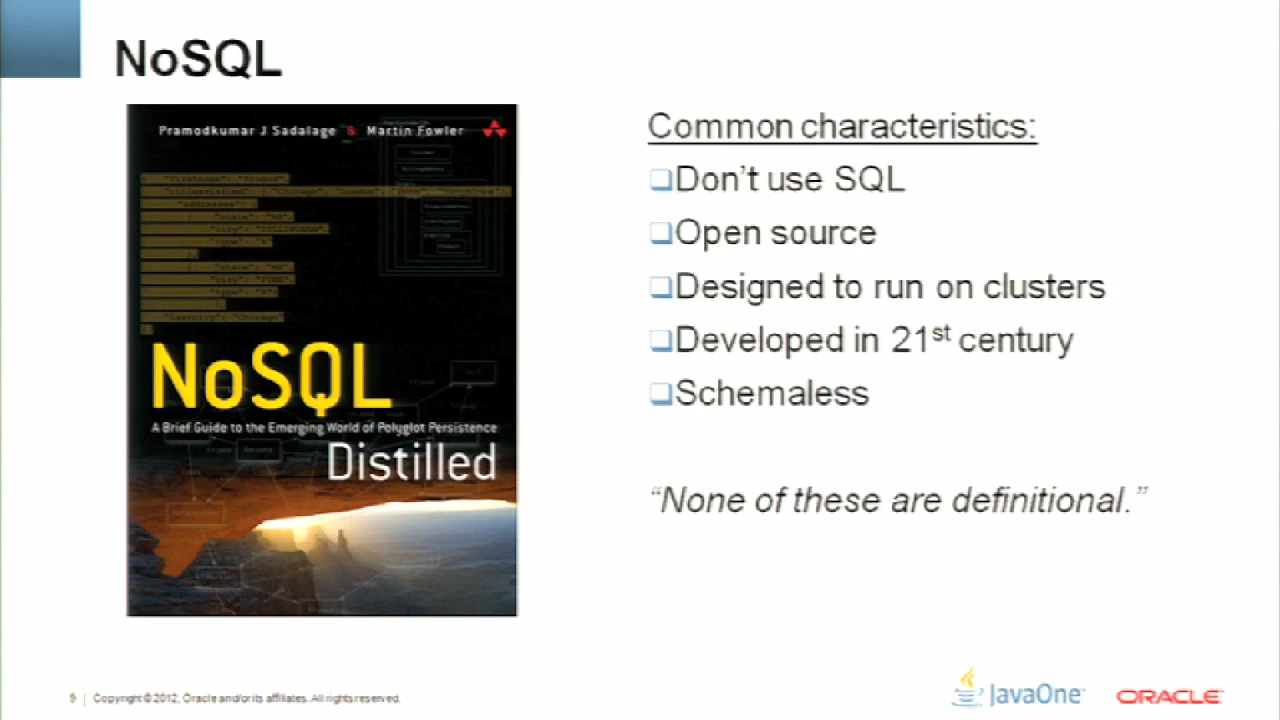 NoSQL
Pramodkumar J Sadalage & Martin Fowler
NoSQL
A Brief Guide to the Emerging World of Polyglot Persistence
Distilled
Common characteristics:
Don't use SQL
Open source
Designed to run on clusters
Developed in 21st century
Schemaless
“None of these are definitional.”
9 Copyright © 2012, Oracle and/or its affiliates. All rights reserved.
JavaOne
ORACLE